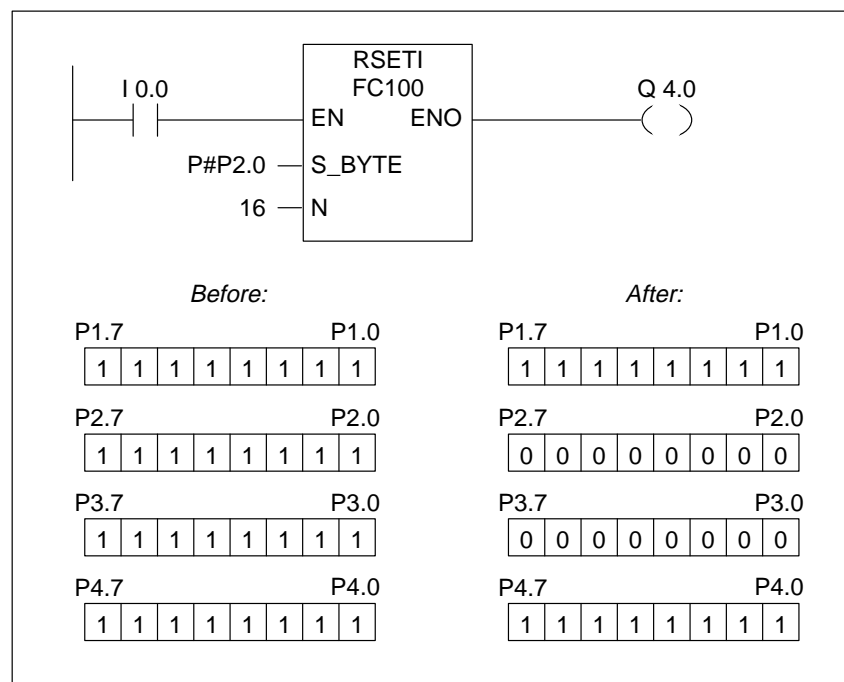 RSETI
FC100
I 0.0
Q 4.0
EN ENO
P#P2.0 S_BYTE
16 N
Before: After:
P1.7 P1.0 P1.7 P1.0
1 1 1 1 1 1 1 1 1 1 1 1 1 1 1 1
P2.7 P2.0 P2.7 P2.0
1 1 1 1 1 1 1 1 0 0 0 0 0 0 0 0
P3.7 P3.0 P3.7 P3.0
1 1 1 1 1 1 1 1 0 0 0 0 0 0 0 0
P4.7 P4.0 P4.7 P4.0
1 1 1 1 1 1 1 1 1 1 1 1 1 1 1 1